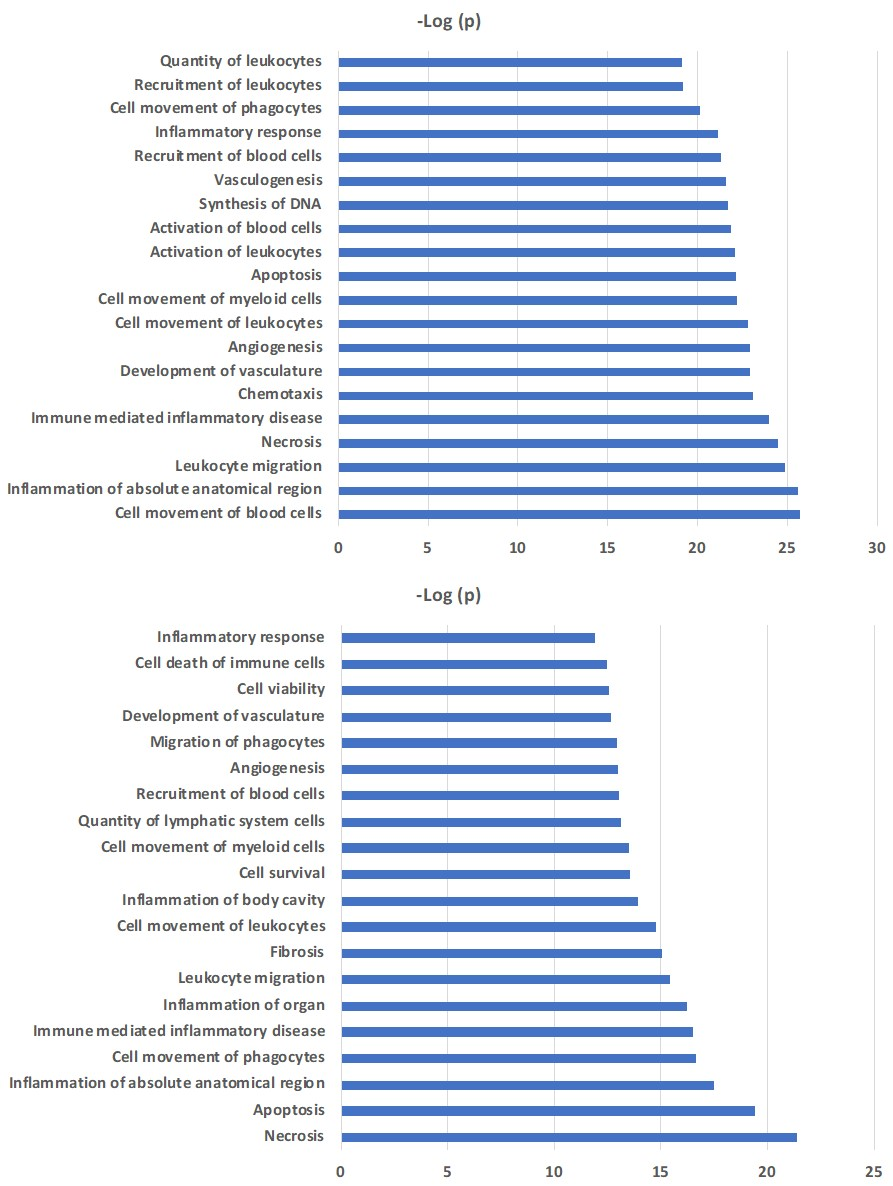 -Log (p)
Quantity of leukocytes
Recruitment of leukocytes
Cell movement of phagocytes
Inflammatory response
Recruitment of blood cells
Vasculogenesis
Synthesis of DNA
Activation of blood cells
Activation of leukocytes
Apoptosis
Cell movement of myeloid cells
Cell movement of leukocytes
Angiogenesis
Development of vasculature
Chemotaxis
Immune mediated inflammatory disease
Necrosis
Leukocyte migration
Inflammation of absolute anatomical region
Cell movement of blood cells
0 5 10 15 20 25 30
-Log (p)
Inflammatory response
Cell death of immune cells
Cell viability
Development of vasculature
Migration of phagocytes
Angiogenesis
Recruitment of blood cells
Quantity of lymphatic system cells
Cell movement of myeloid cells
Cell survival
Inflammation of body cavity
Cell movement of leukocytes
Fibrosis
Leukocyte migration
Inflammation of organ
Immune mediated inflammatory disease
Cell movement of phagocytes
Inflammation of absolute anatomical region
Apoptosis
Necrosis
0 5 10 15 20 25